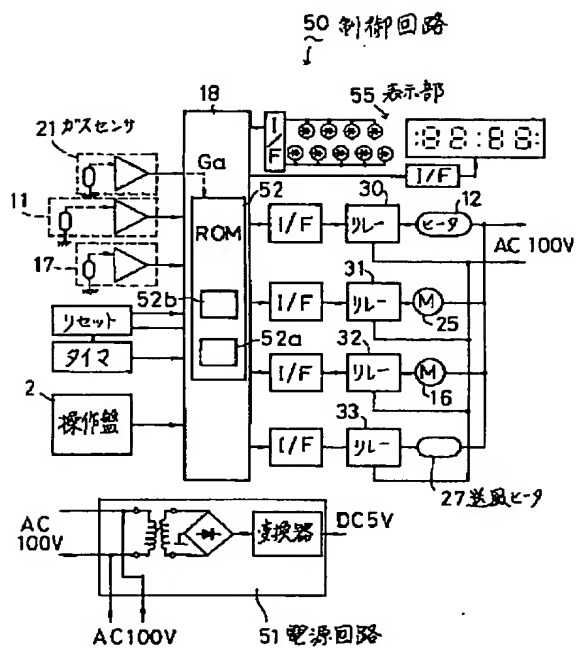 50 制御回路
18
55 表示部
21 ガスセンサ
I/F
88:88
I/F
Ga
11
52
30
12
ROM
I/F
リレー
ヒータ
AC 100V
17
31
52b
I/F
リレー
M
25
リセット
52a
32
タイマ
I/F
リレー
M
16
2
33
操作盤
I/F
リレー
27 送風ヒータ
AC 100V
変換器
DC5V
AC100V
51 電源回路